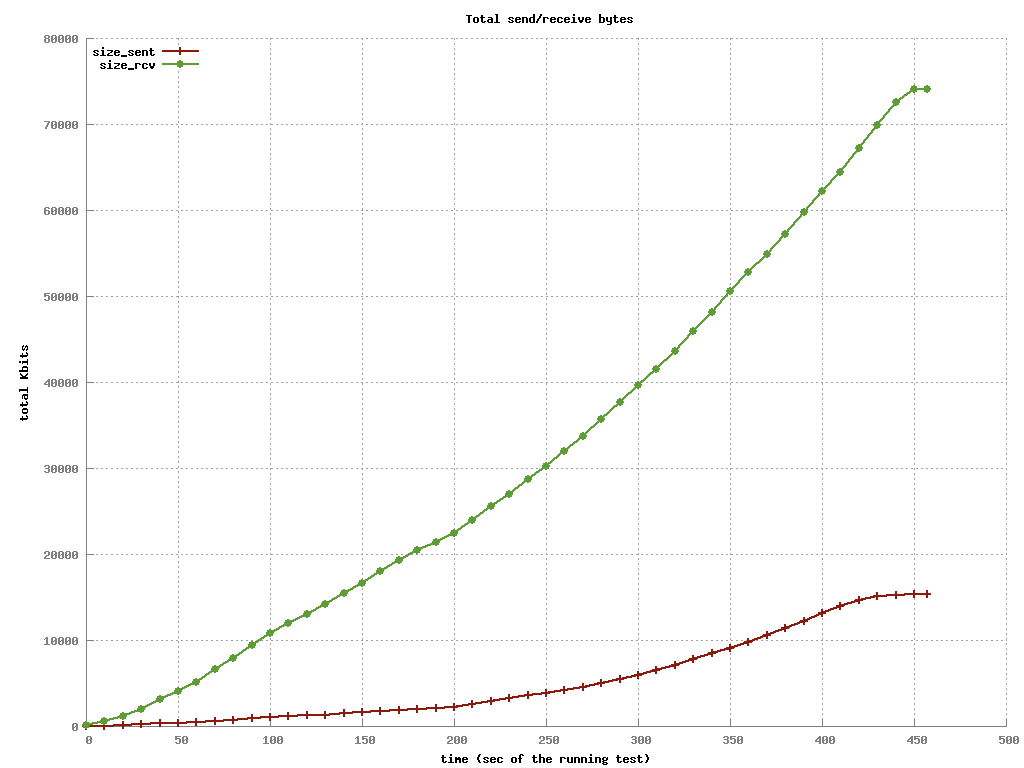 Total send/receive bytes
80000
size_sent
size_rcv
70000
60000
50000
total Kbits
40000
30000
20000
10000
0
0 50 100 150 200 250 300 350 400 450 500
time (sec of the running test)